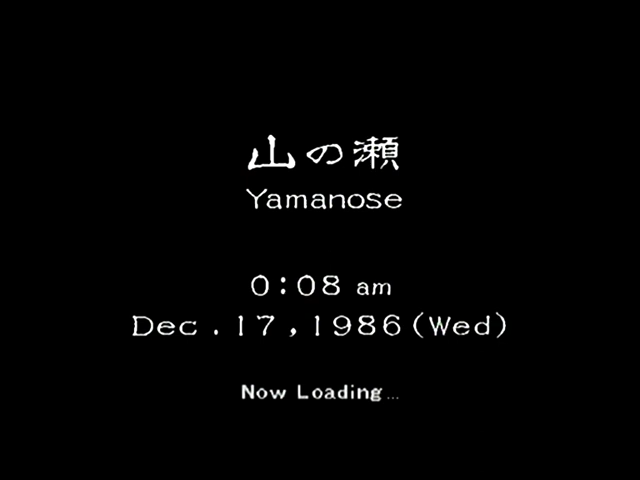 山の瀬
Yamanose
0:08 am
Dec.17,1986(Wed)
Now Loading...